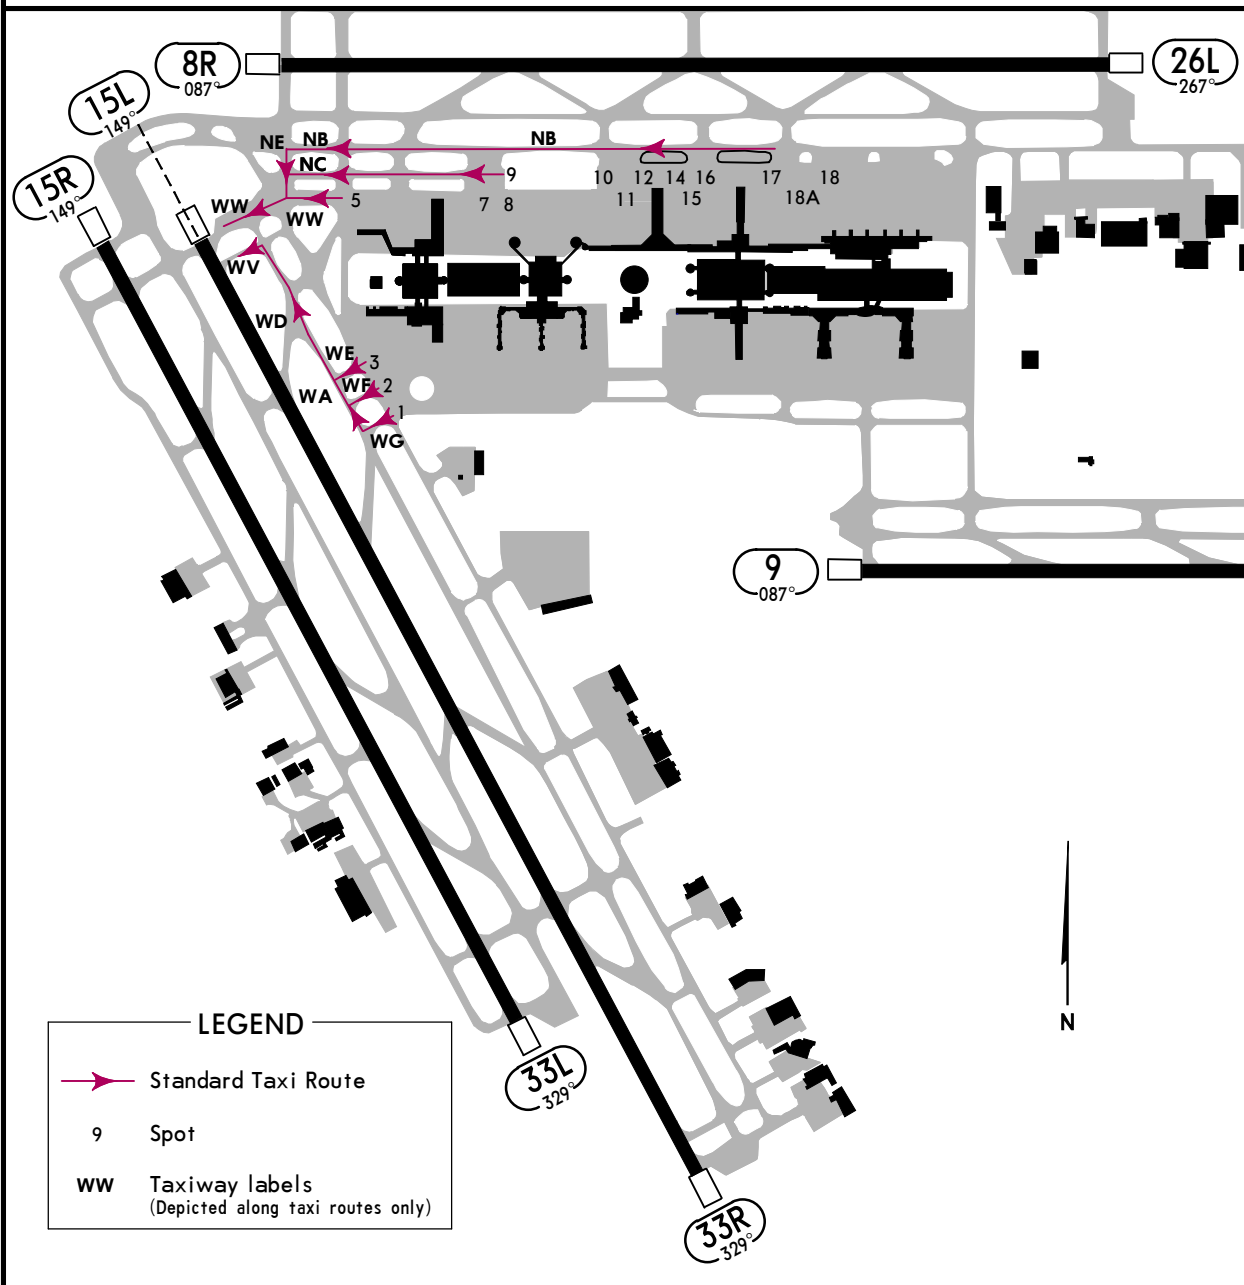 8R
087°
26L
267°
15L
149°
15R
149°
NE NB NB
NC
9 10 12 14 16 17 18
WW 5 7 8 11 15 18A
WW
WV
WD
WE 3
WF 2
WA
1
WG
9
087°
N
33L
329°
33R
329°
LEGEND
Standard Taxi Route
9 Spot
WW Taxiway labels
(Depicted along taxi routes only)